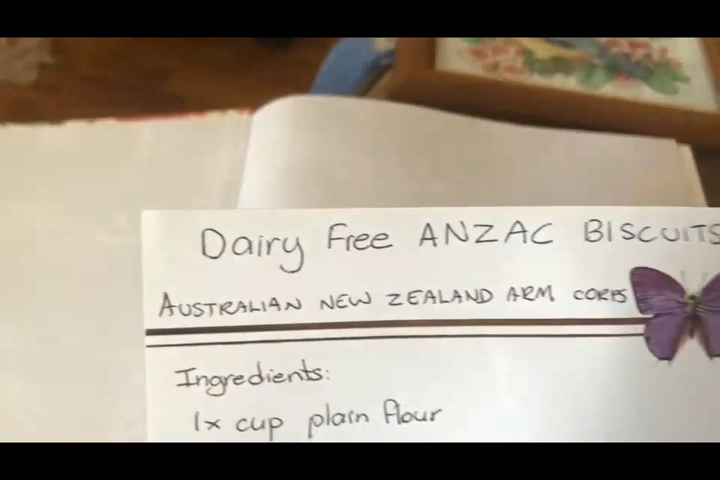 Dairy Free ANZAC BISCUITS
AUSTRALIAN NEW ZEALAND ARM CORPS
Ingredients:
1x cup plain flour